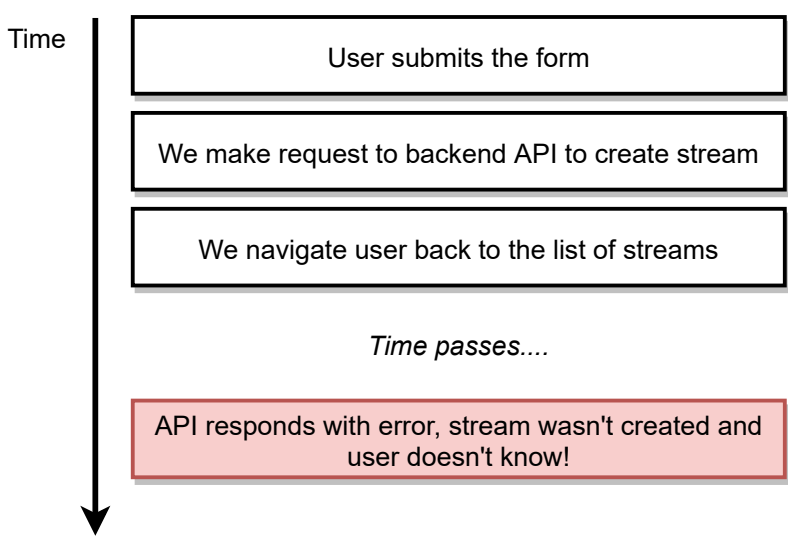 Time
User submits the form
We make request to backend API to create stream
We navigate user back to the list of streams
Time passes....
API responds with error, stream wasn't created and
user doesn't know!